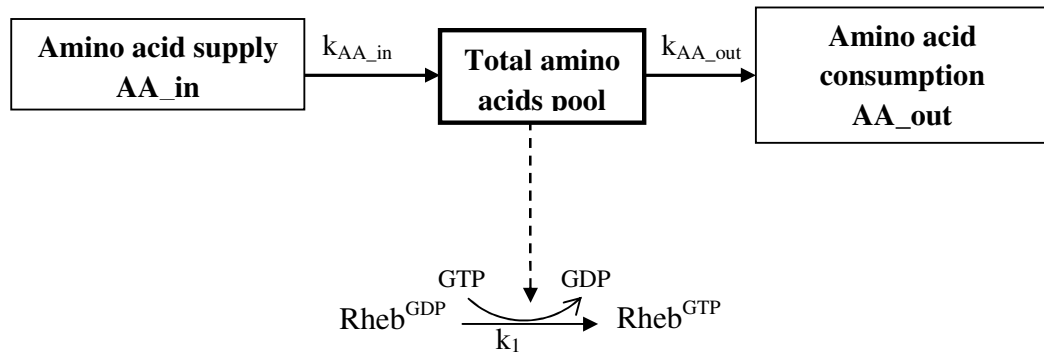 Amino acid supply
AA_in
k_AA_in
Total amino
acids pool
k_AA_out
Amino acid
consumption
AA_out
GTP
GDP
Rheb^GDP
k_1
Rheb^GTP